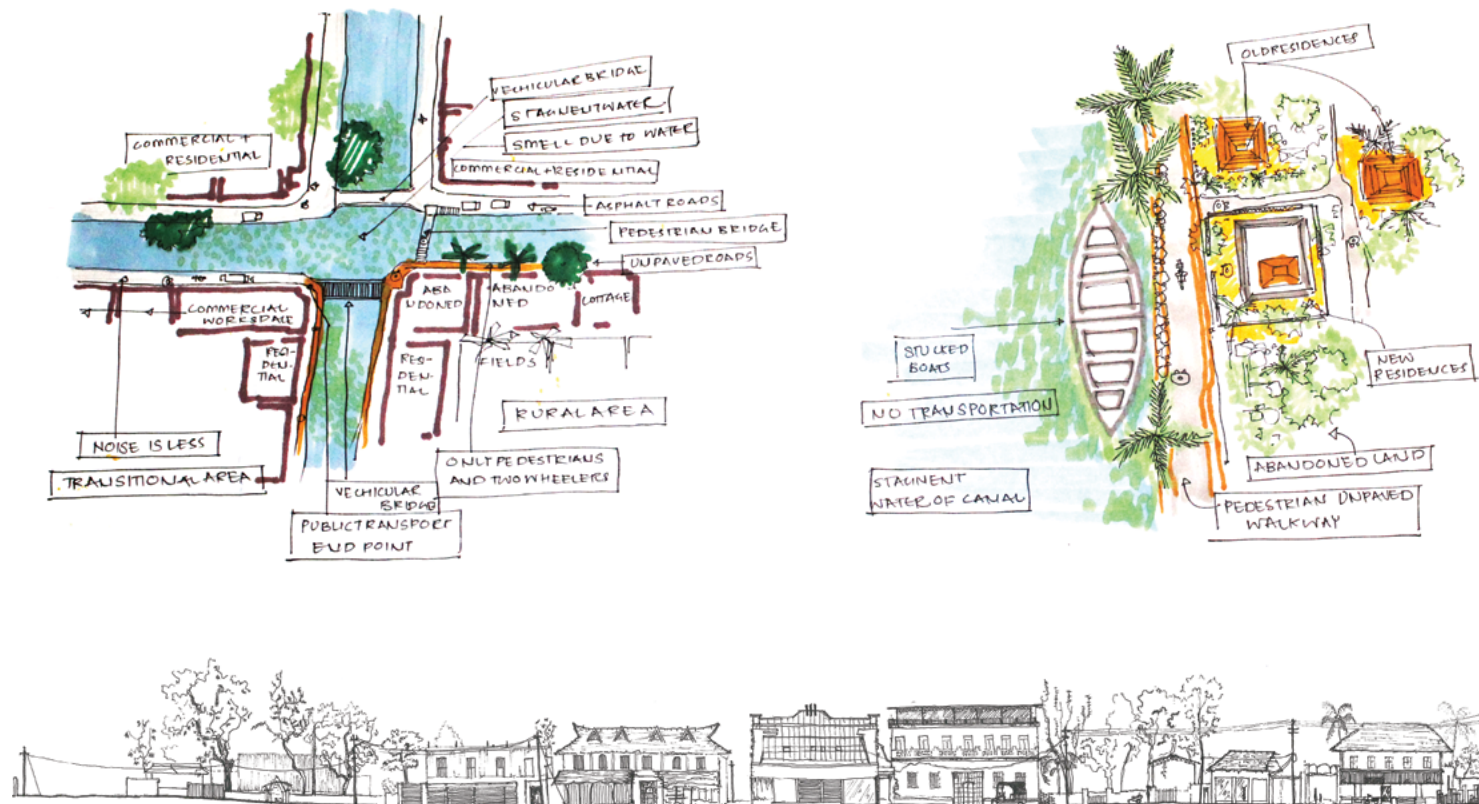 VECHICULAR BRIDGE
STAGNENT WATER
SMELL DUE TO WATER
COMMERCIAL +
RESIDENTIAL
COMMERCIAL + RESIDENTIAL
ASPHALT ROADS
PEDESTRIAN BRIDGE
UNPAVED ROADS
ABA
NDONED
ABANDO
NED
COTTAGE
COMMERCIAL
WORKSPACE
RESI-
DEN-
TIAL
RES-
DEN-
TIAL
FIELDS
RURAL AREA
NOISE IS LESS
TRANSITIONAL AREA
VECHICULAR
BRIDGE
ONLY PEDESTRIANS
AND TWO WHEELERS
PUBLIC TRANSPORT
END POINT
OLD RESIDENCES
STUCKED
BOATS
NO TRANSPORTATION
STAGNENT
WATER OF CANAL
NEW
RESIDENCES
ABANDONED LAND
PEDESTRIAN UNPAVED
WALKWAY